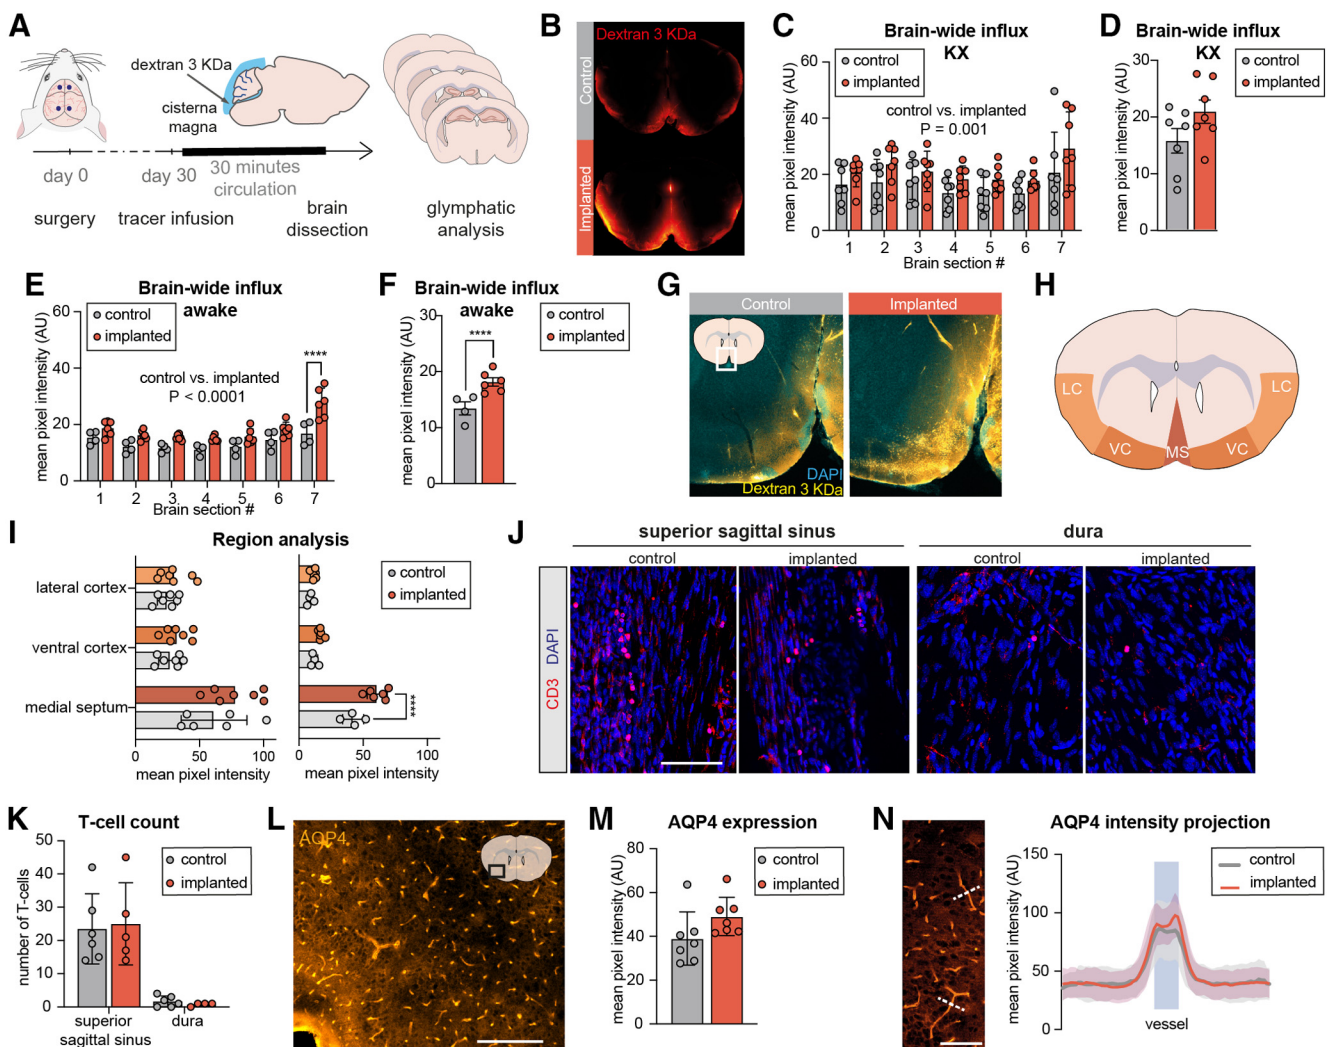 A
dextran 3 KDa
cisterna
magna
day 0
day 30
30 minutes
circulation
surgery
tracer infusion
brain
dissection
glymphatic
analysis
B
Dextran 3 KDa
Control
Implanted
C
Brain-wide influx
KX
control
implanted
control vs. implanted
P = 0.001
mean pixel intensity (AU)
60
40
20
0
1 2 3 4 5 6 7
Brain section #
D
Brain-wide influx
KX
control
implanted
mean pixel intensity (AU)
30
20
10
0
E
Brain-wide influx
awake
control
implanted
control vs. implanted
P < 0.0001
****
mean pixel intensity (AU)
60
40
20
0
1 2 3 4 5 6 7
Brain section #
F
Brain-wide influx
awake
control
implanted
****
mean pixel intensity (AU)
30
20
10
0
G
Control
Implanted
DAPI
Dextran 3 KDa
H
LC
LC
VC
MS
VC
I
Region analysis
control
implanted
lateral cortex
ventral cortex
medial septum
****
0 50 100
mean pixel intensity
0 50 100
mean pixel intensity
J
superior sagittal sinus
dura
control
implanted
control
implanted
CD3 DAPI
K
T-cell count
control
implanted
number of T-cells
50
40
30
20
10
0
superior
sagittal sinus
dura
L
AQP4
M
AQP4 expression
control
implanted
mean pixel intensity (AU)
80
60
40
20
0
N
AQP4 intensity projection
control
implanted
mean pixel intensity (AU)
150
100
50
0
vessel